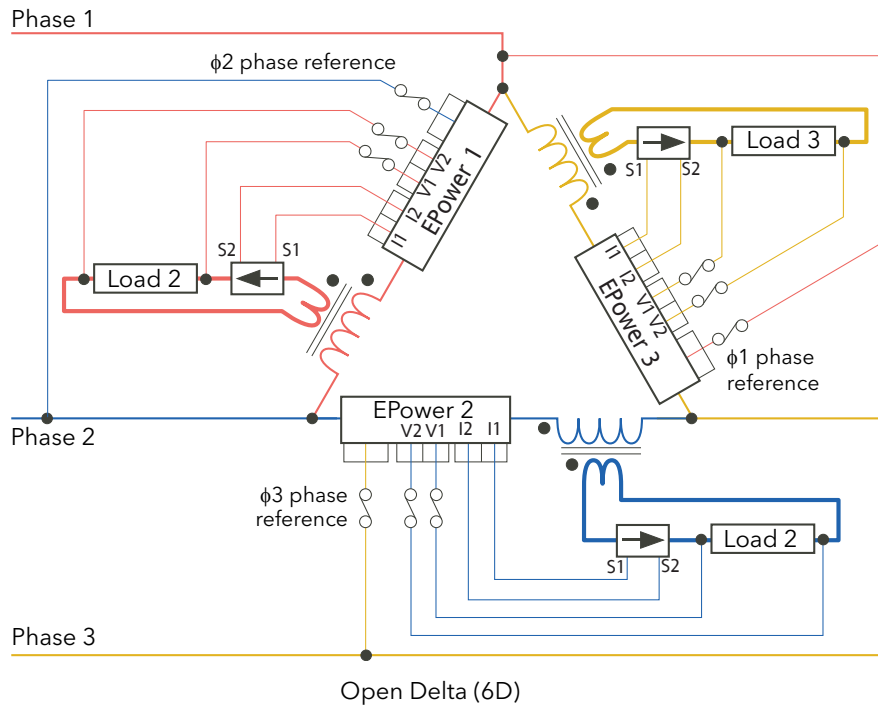 Phase 1
ϕ2 phase reference
V2
V1
I2
I1
EPower 1
S1
S2
Load 3
S2
S1
Load 2
I1
I2
V1
V2
EPower 3
ϕ1 phase
reference
Phase 2
EPower 2
V2 V1 I2 I1
ϕ3 phase
reference
S1
S2
Load 2
Phase 3
Open Delta (6D)